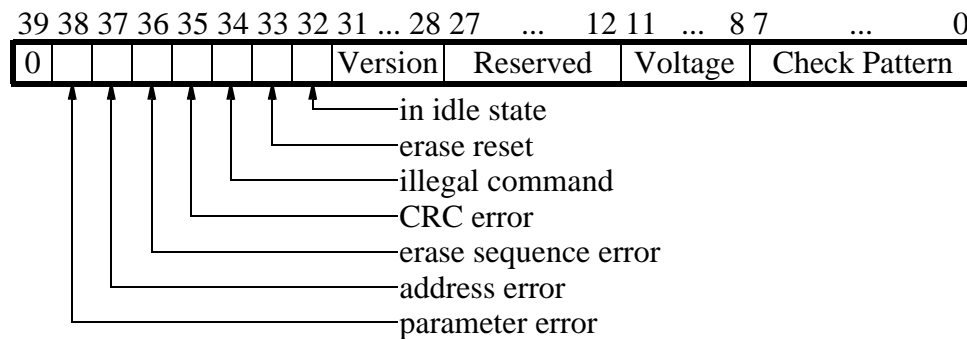 39 38 37 36 35 34 33 32 31 ... 28 27 ... 12 11 ... 8 7 ... 0
0 Version Reserved Voltage Check Pattern
in idle state
erase reset
illegal command
CRC error
erase sequence error
address error
parameter error